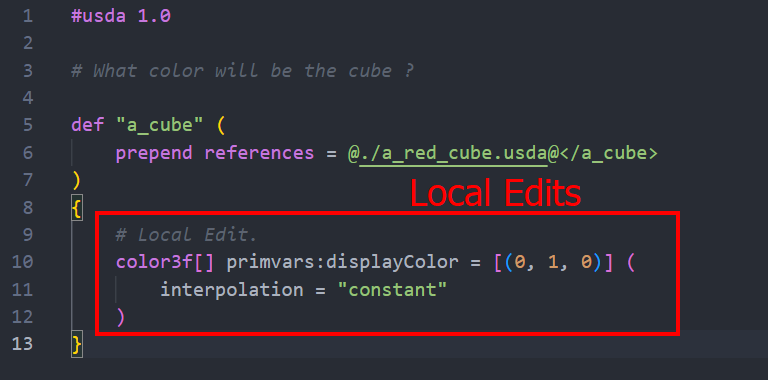 1 #usda 1.0
2
3 # What color will be the cube ?
4
5 def "a_cube" (
6     prepend references = @./a_red_cube.usda@</a_cube>
7 )
Local Edits
8 {
9     # Local Edit.
10     color3f[] primvars:displayColor = [(0, 1, 0)] (
11         interpolation = "constant"
12     )
13 }